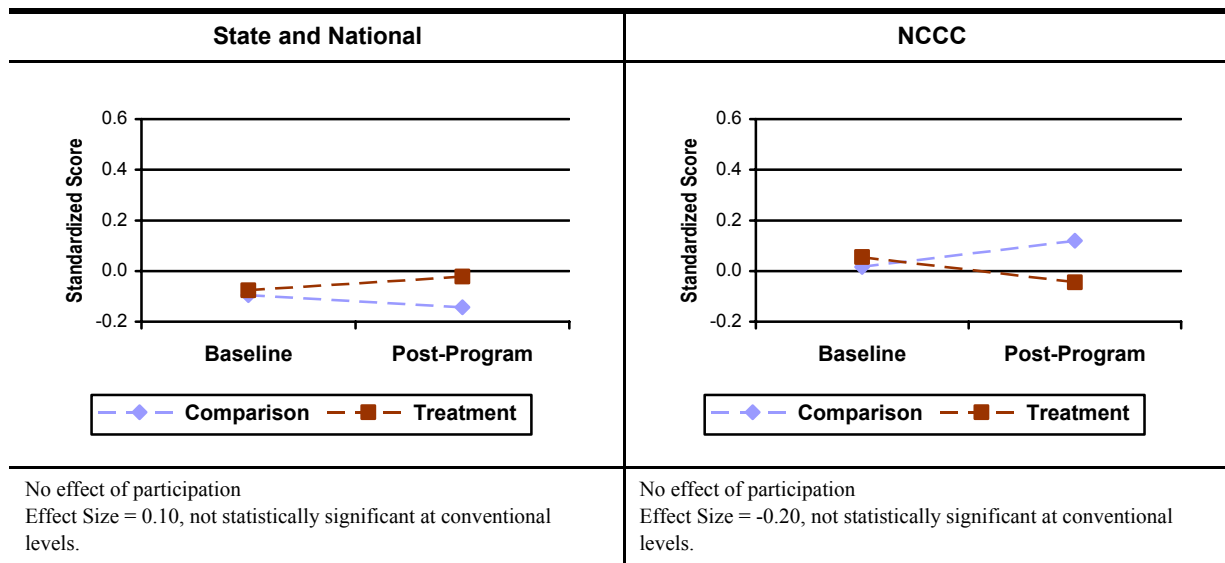 State and National
NCCC
Standardized Score
0.6
0.4
0.2
0.0
-0.2
Baseline
Post-Program
Comparison
Treatment
Standardized Score
0.6
0.4
0.2
0.0
-0.2
Baseline
Post-Program
Comparison
Treatment
No effect of participation
Effect Size = 0.10, not statistically significant at conventional
levels.
No effect of participation
Effect Size = -0.20, not statistically significant at conventional
levels.